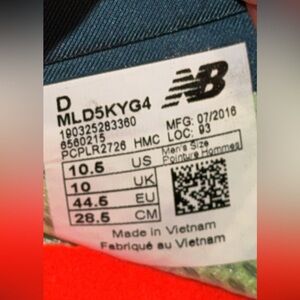 D
MLD5KYG4
NB
190325283360
6560215
PCPLR2726 HMC
MFG: 07/2016
LOC: 93
10.5 US
10 UK
44.5 EU
28.5 CM
Men's Size
Pointure Hommes
Made in Vietnam
Fabriqué au Vietnam